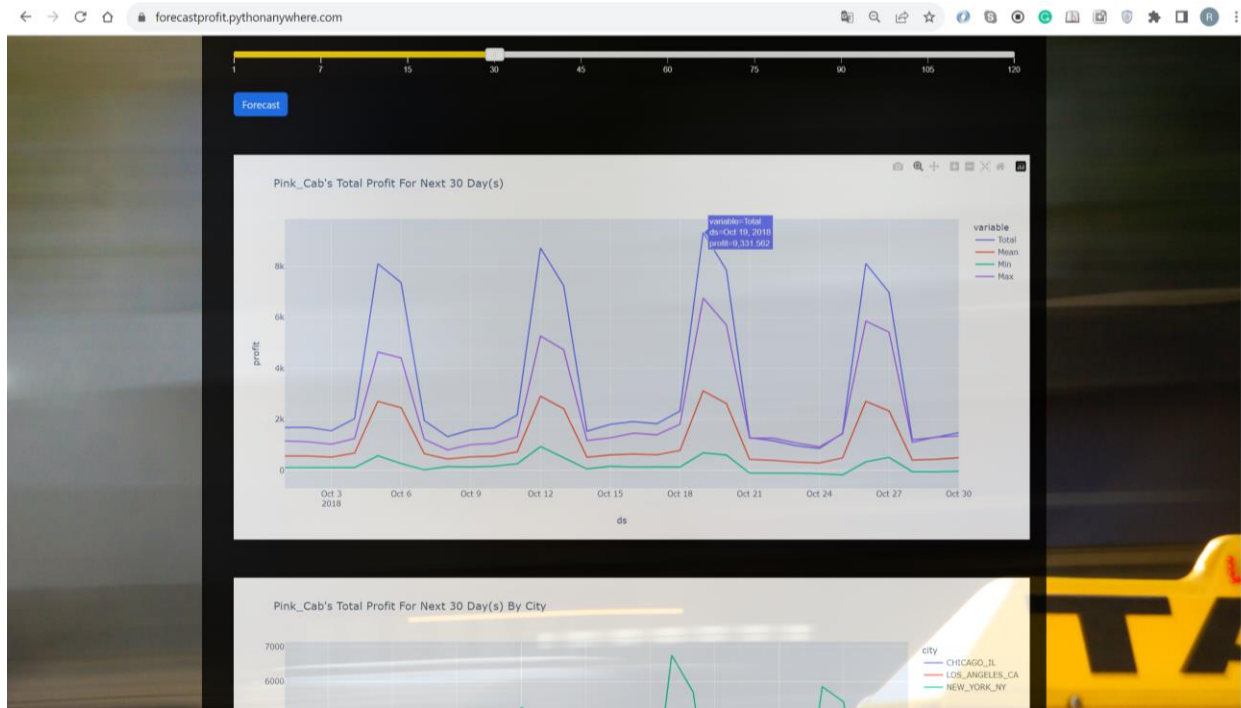 forecastprofit.pythonanywhere.com
1 7 15 30 45 60 75 90 105 120
Forecast
Pink_Cab's Total Profit For Next 30 Day(s)
variable=Total
ds=Oct 19, 2018
profit=9,331.562
variable
Total
Mean
Min
Max
8k
6k
4k
2k
0
profit
Oct 3 Oct 6 Oct 9 Oct 12 Oct 15 Oct 18 Oct 21 Oct 24 Oct 27 Oct 30
2018
ds
Pink_Cab's Total Profit For Next 30 Day(s) By City
7000
6000
city
CHICAGO_IL
LOS_ANGELES_CA
NEW_YORK_NY
TA
R